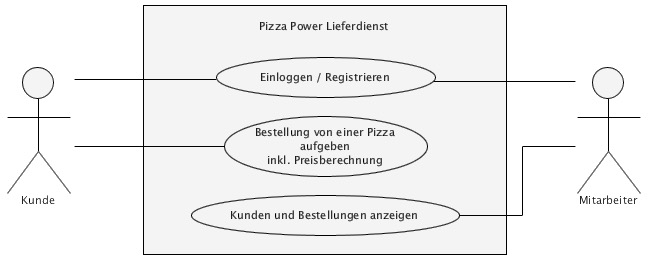 Pizza Power Lieferdienst
Einloggen / Registrieren
Bestellung von einer Pizza
aufgeben
inkl. Preisberechnung
Kunde
Mitarbeiter
Kunden und Bestellungen anzeigen